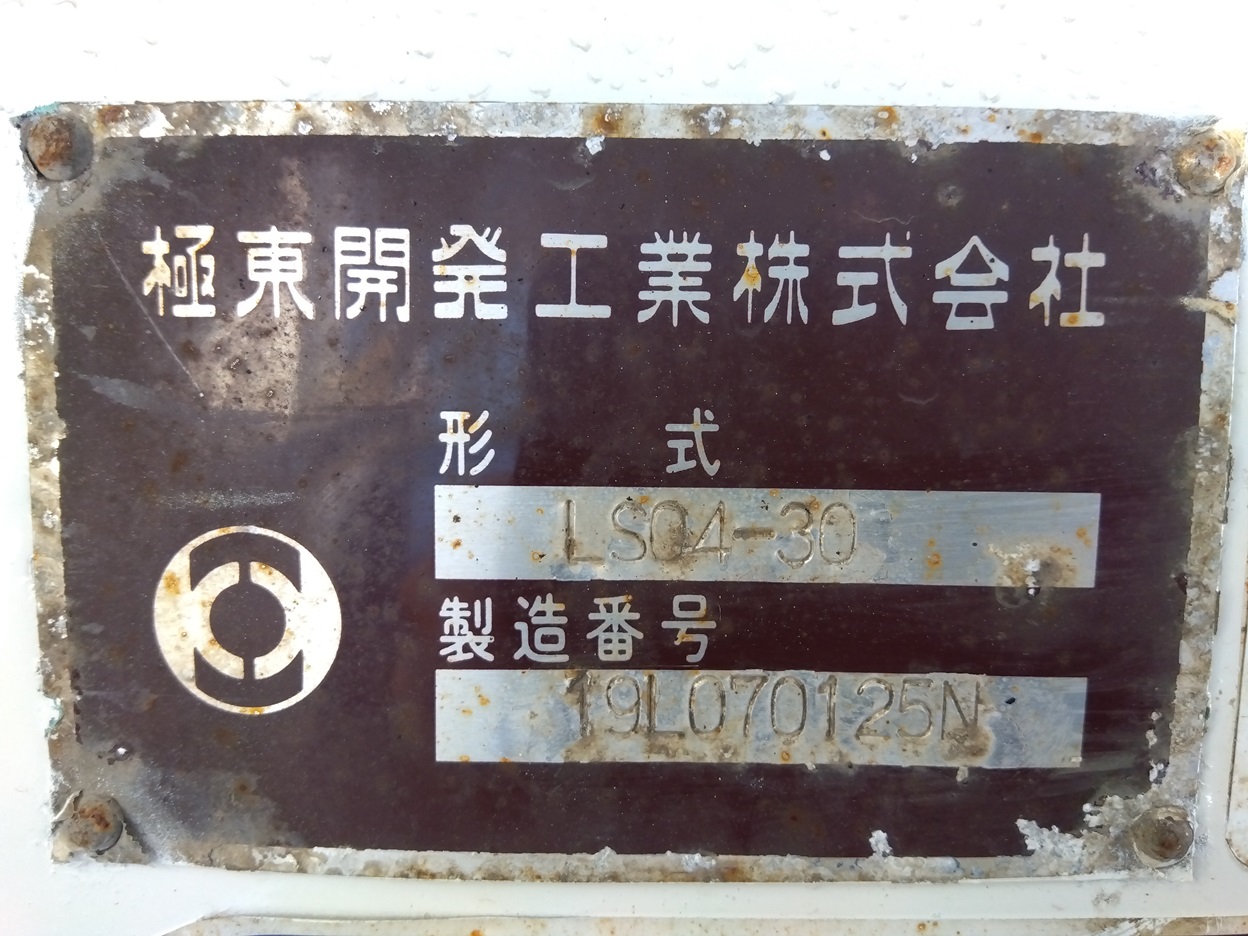 極東開発工業株式会社
形式
LS04-30
製造番号
19L070125N